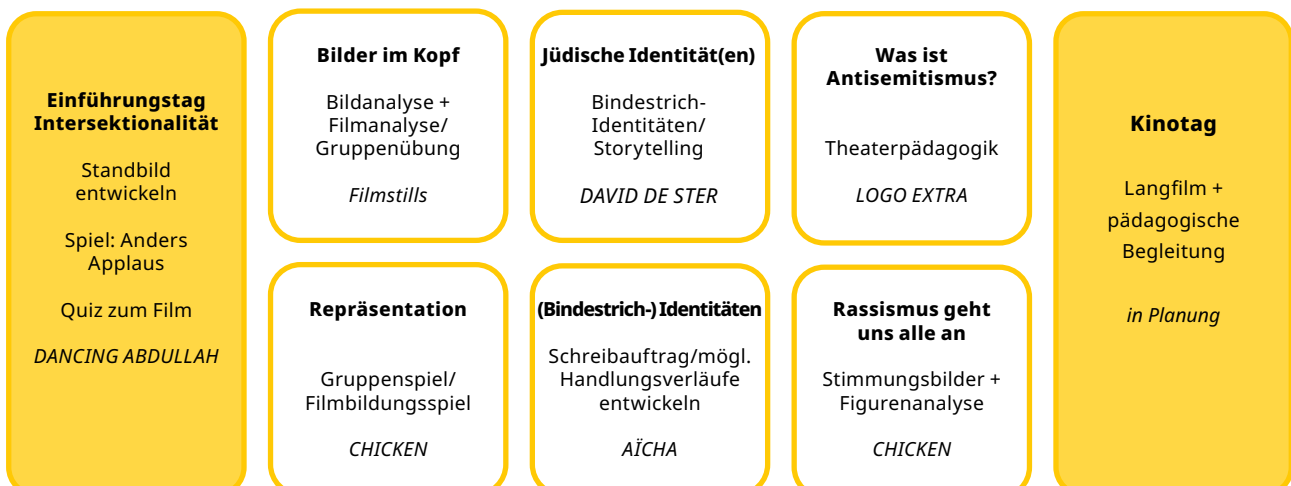 Einführungstag
Intersektionalität
Standbild
entwickeln
Spiel: Anders
Applaus
Quiz zum Film
DANCING ABDULLAH
Bilder im Kopf
Bildanalyse +
Filmanalyse/
Gruppenübung
Filmstills
Jüdische Identität(en)
Bindestrich-
Identitäten/
Storytelling
DAVID DE STER
Was ist
Antisemitismus?
Theaterpädagogik
LOGO EXTRA
Repräsentation
Gruppenspiel/
Filmbildungsspiel
CHICKEN
(Bindestrich-) Identitäten
Schreibauftrag/mögl.
Handlungsverläufe
entwickeln
AÏCHA
Rassismus geht
uns alle an
Stimmungsbilder +
Figurenanalyse
CHICKEN
Kinotag
Langfilm +
pädagogische
Begleitung
in Planung